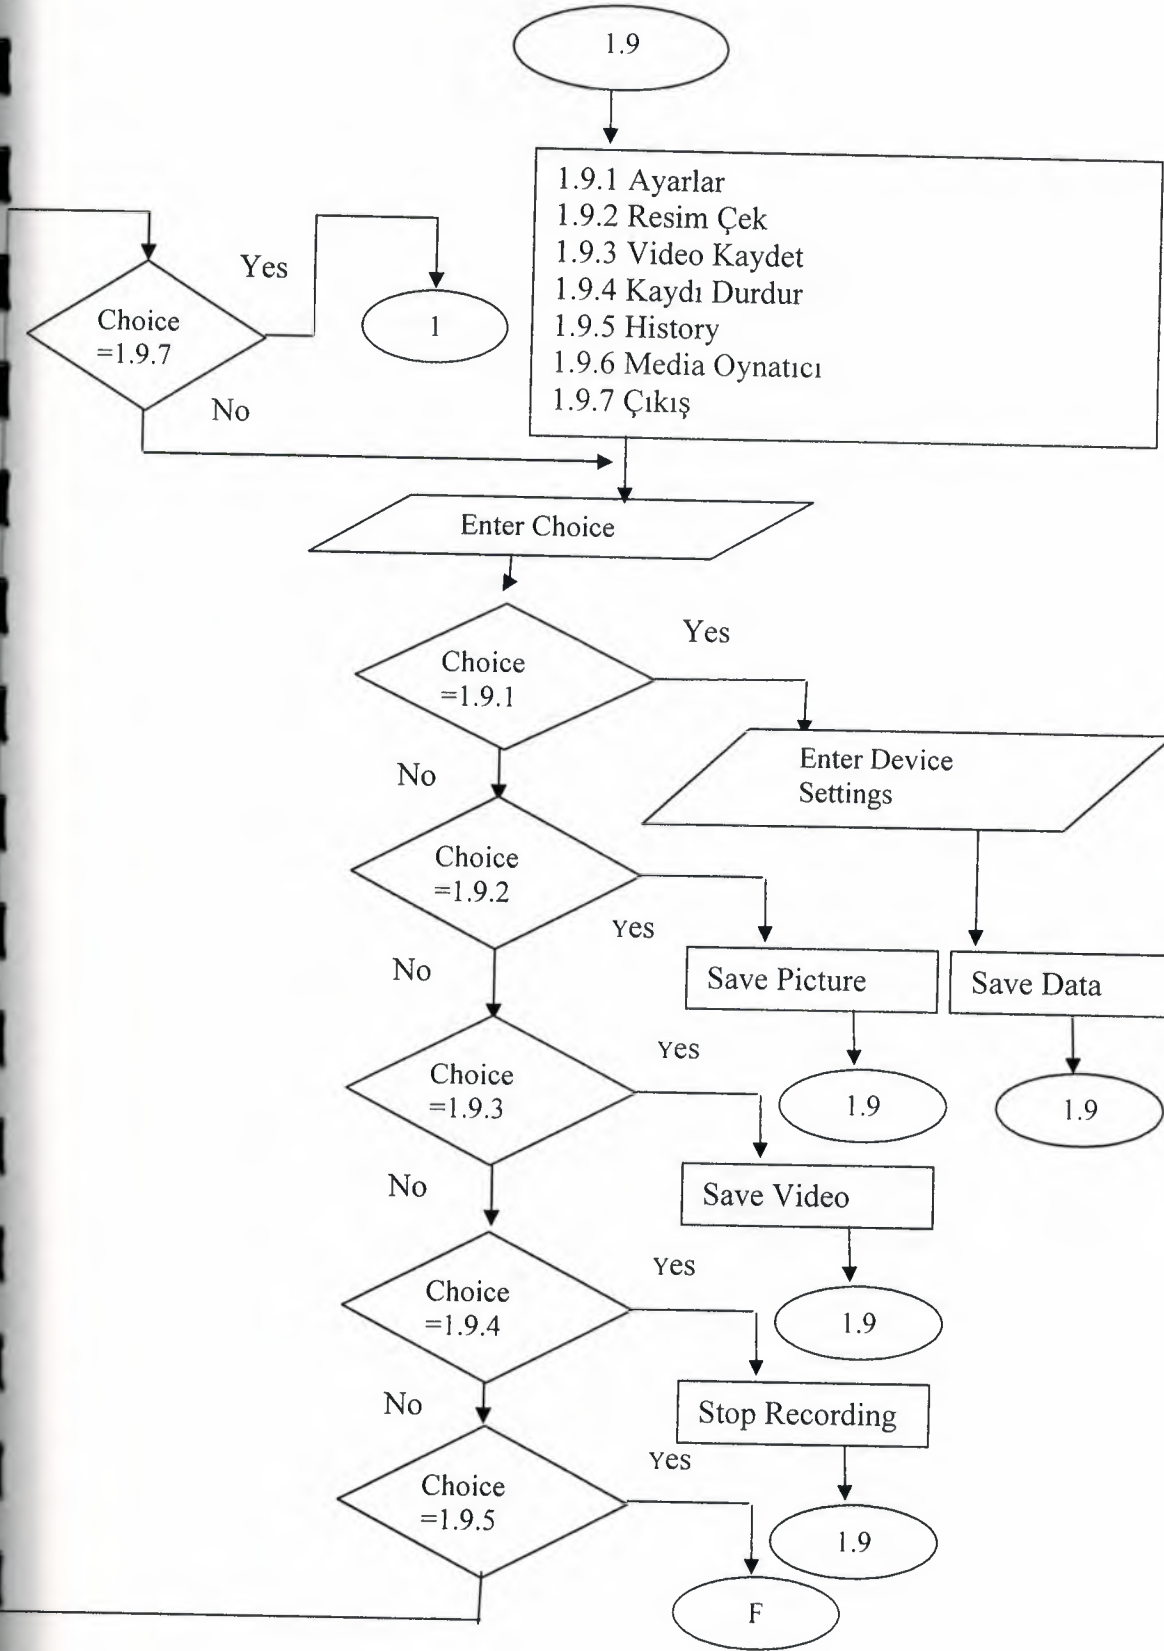 1.9
1.9.1 Ayarlar
1.9.2 Resim Çek
1.9.3 Video Kaydet
1.9.4 Kaydı Durdur
1.9.5 History
1.9.6 Media Oynatıcı
1.9.7 Çıkış
Yes
Choice
=1.9.7
1
No
Enter Choice
Yes
Choice
=1.9.1
No
Enter Device
Settings
Choice
=1.9.2
Yes
No
Save Picture
Save Data
Yes
Choice
=1.9.3
1.9
1.9
No
Save Video
Yes
Choice
=1.9.4
1.9
No
Stop Recording
Yes
Choice
=1.9.5
1.9
F